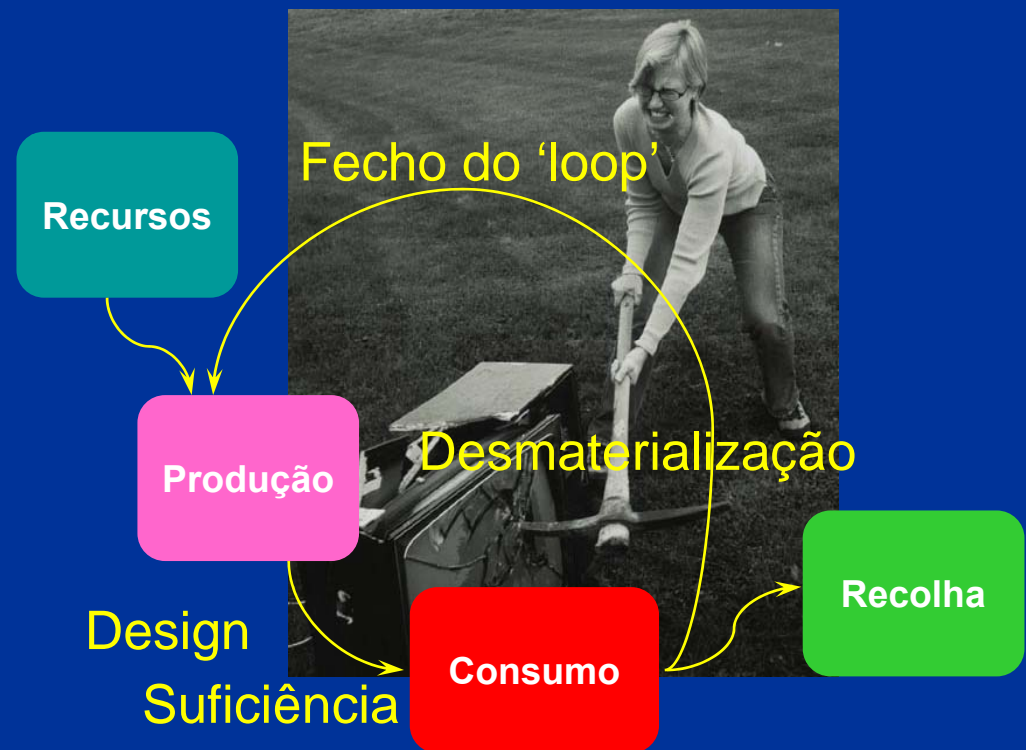 Fecho do ‘loop’
Recursos
Desmaterialização
Produção
Recolha
Design
Consumo
Suficiência